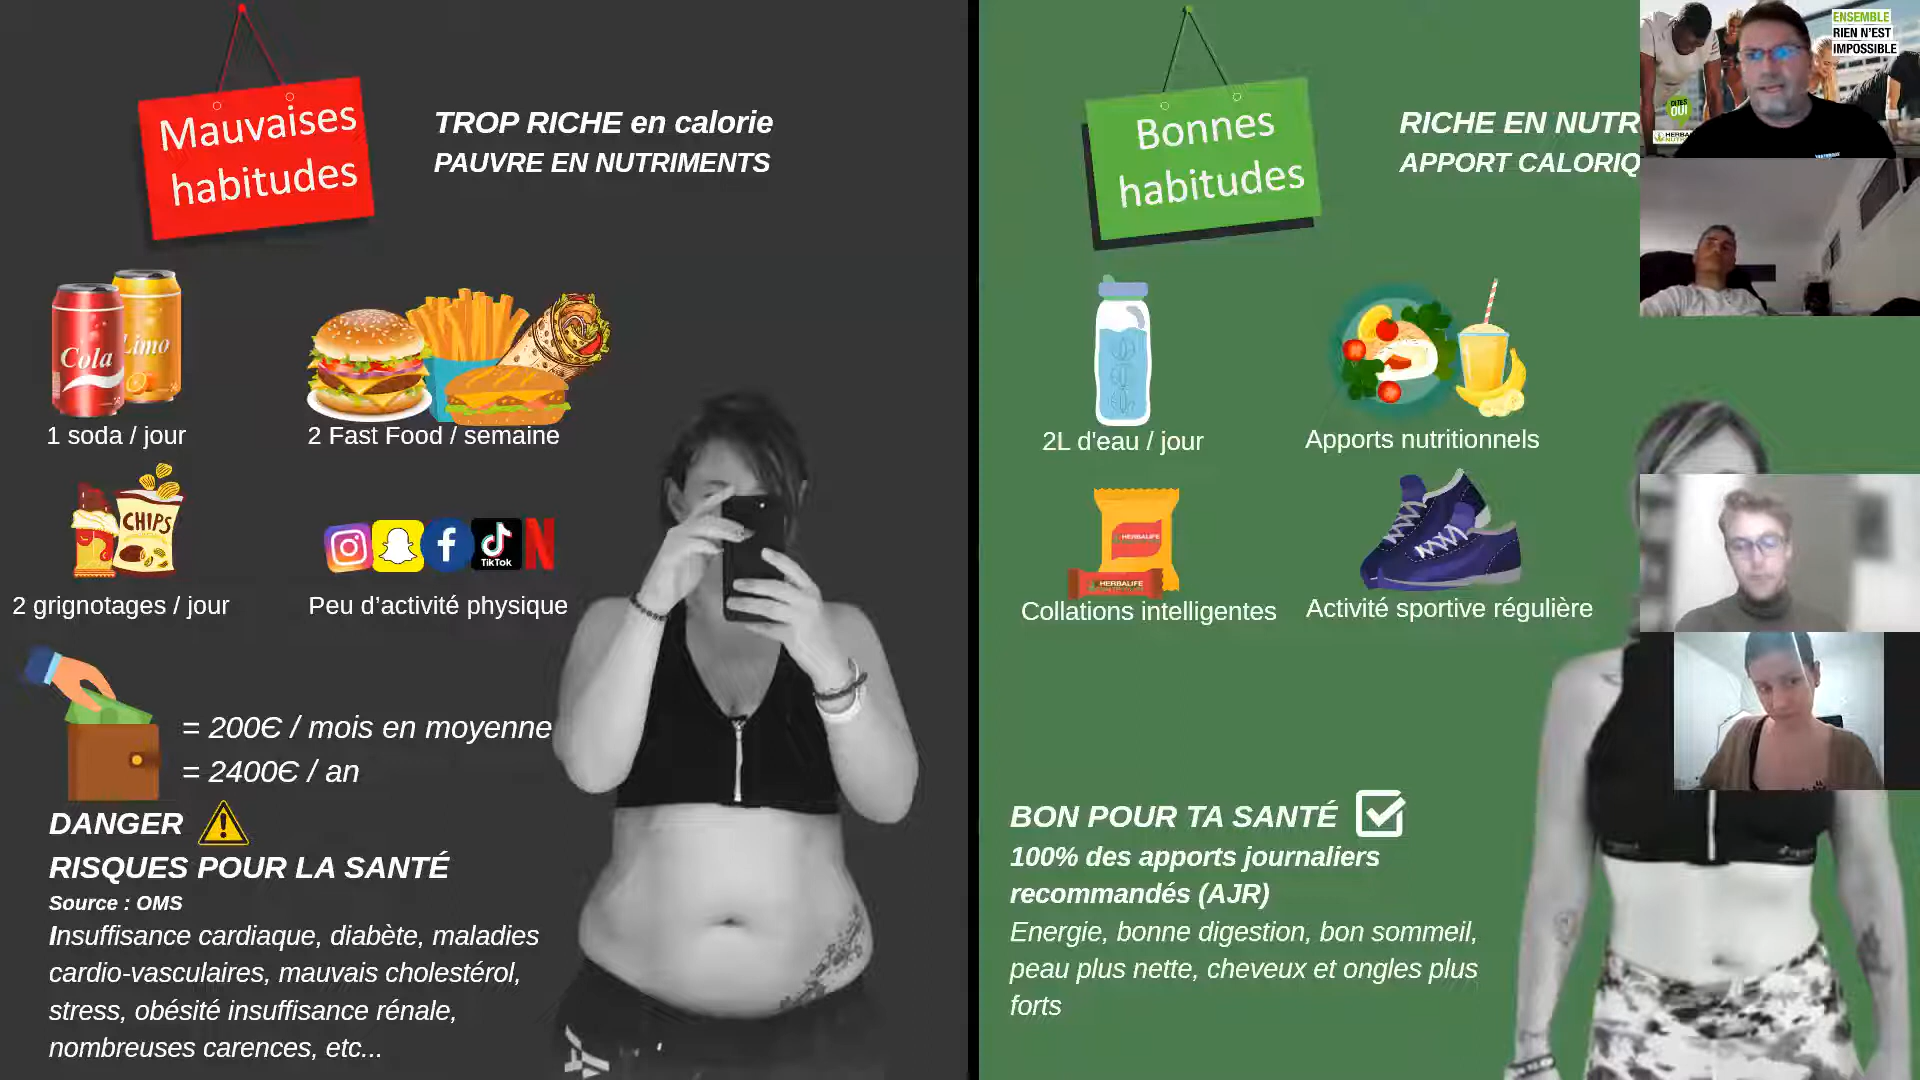 Mauvaises
habitudes
TROP RICHE en calorie
PAUVRE EN NUTRIMENTS
Cola
Limo
1 soda / jour
2 Fast Food / semaine
CHIPS
TikTok
2 grignotages / jour
Peu d’activité physique
= 200€ / mois en moyenne
= 2400€ / an
DANGER
RISQUES POUR LA SANTÉ
Source : OMS
Insuffisance cardiaque, diabète, maladies
cardio-vasculaires, mauvais cholestérol,
stress, obésité insuffisance rénale,
nombreuses carences, etc...
Bonnes
habitudes
RICHE EN NUTR
APPORT CALORIQ
2L d'eau / jour
Apports nutritionnels
HERBALIFE
HERBALIFE
Collations intelligentes
Activité sportive régulière
BON POUR TA SANTÉ
100% des apports journaliers
recommandés (AJR)
Energie, bonne digestion, bon sommeil,
peau plus nette, cheveux et ongles plus
forts
ENSEMBLE
RIEN N'EST
IMPOSSIBLE
DITES
OUI